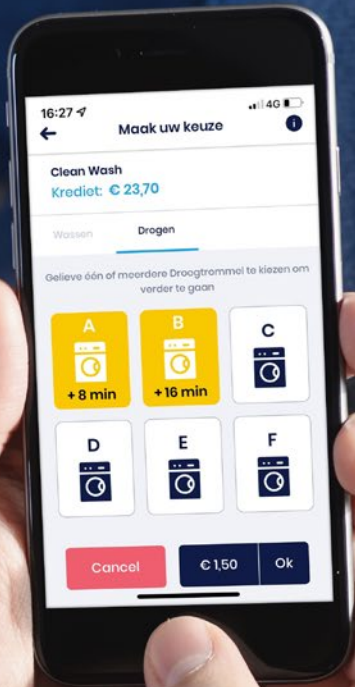 16:27
4G
Maak uw keuze
i
Clean Wash
Krediet: € 23,70
Wassen
Drogen
Gelieve één of meerdere Droogtrommel te kiezen om
verder te gaan
A
B
C
+ 8 min
+ 16 min
D
E
F
Cancel
€ 1,50
Ok